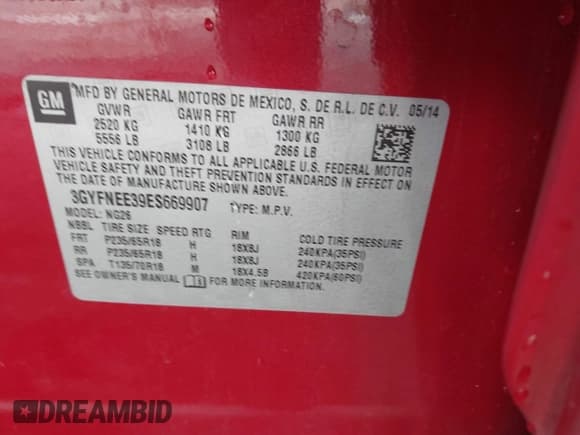 GM
MFD BY GENERAL MOTORS DE MEXICO, S. DE R.L. DE C.V. 05/14
GVWR GAWR FRT GAWR RR
2520 KG 1410 KG 1300 KG
5556 LB 3108 LB 2866 LB
THIS VEHICLE CONFORMS TO ALL APPLICABLE U.S. FEDERAL MOTOR
VEHICLE SAFETY AND THEFT PREVENTION STANDARDS IN EFFECT ON
THE DATE OF MANUFACTURE SHOWN ABOVE.
3GYFNEE39ES669907 TYPE: M.P.V.
MODEL: NG26
NBBL TIRE SIZE SPEED RTG RIM COLD TIRE PRESSURE
FRT P235/65R18 H 18X8J 240KPA(35PSI)
RR P235/65R18 H 18X8J 240KPA(35PSI)
SPA T135/70R18 M 18X4.5B 420KPA(60PSI)
SEE OWNER'S MANUAL FOR MORE INFORMATION.
DREAMBID